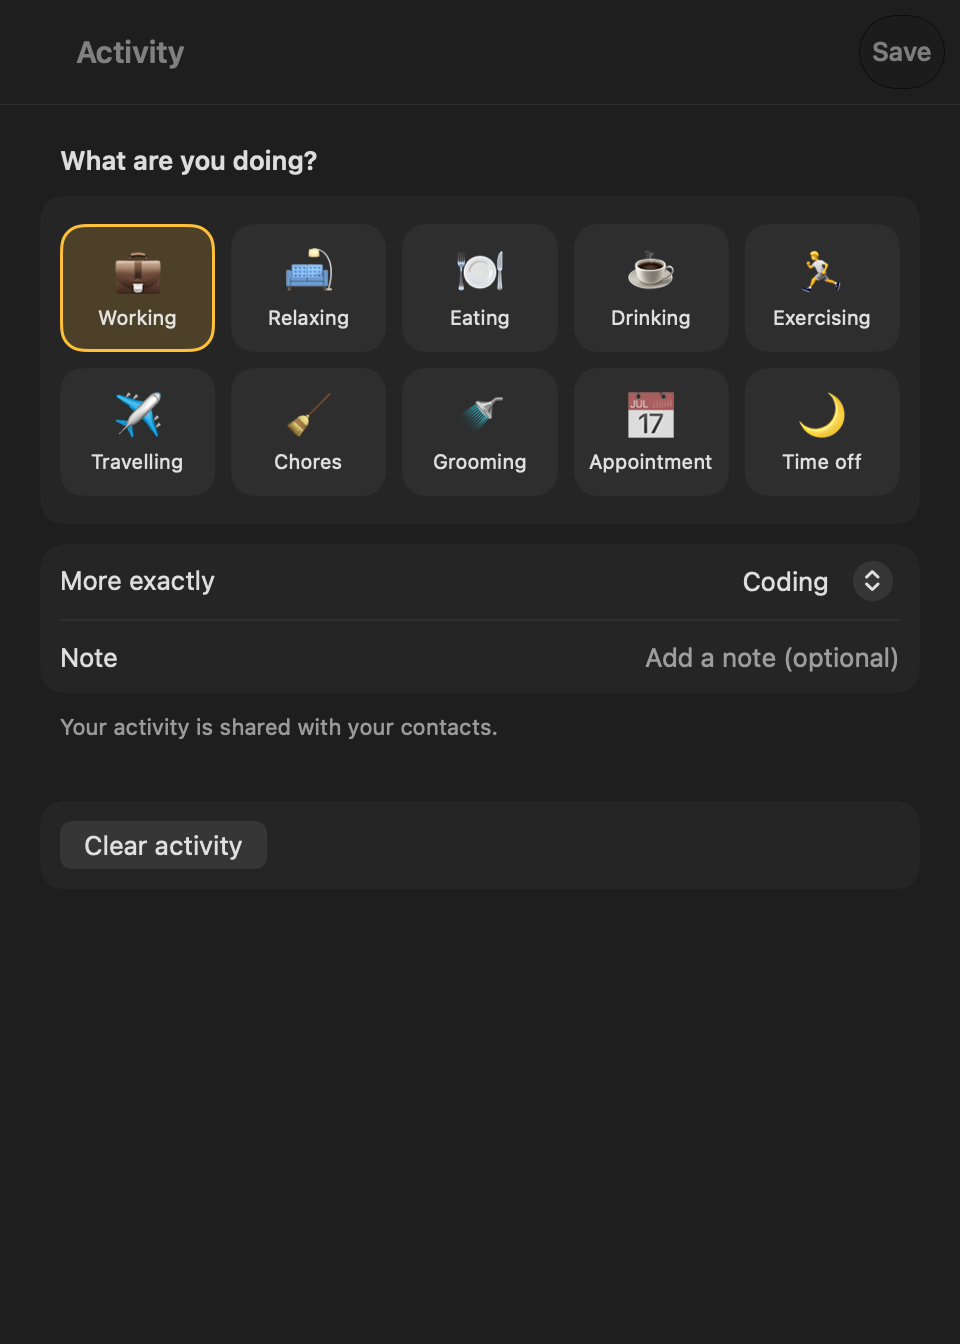 Activity
Save
What are you doing?
Working
Relaxing
Eating
Drinking
Exercising
JUL
17
Travelling
Chores
Grooming
Appointment
Time off
More exactly
Coding
Note
Add a note (optional)
Your activity is shared with your contacts.
Clear activity